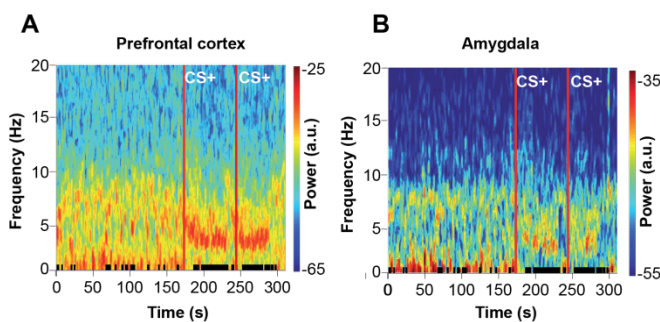 A
Prefrontal cortex
CS+ CS+
20
15
10
5
0
Frequency (Hz)
0 50 100 150 200 250 300
Time (s)
-25
-65
Power (a.u.)
B
Amygdala
CS+ CS+
20
15
10
5
0
Frequency (Hz)
0 50 100 150 200 250 300
Time (s)
-35
-55
Power (a.u.)